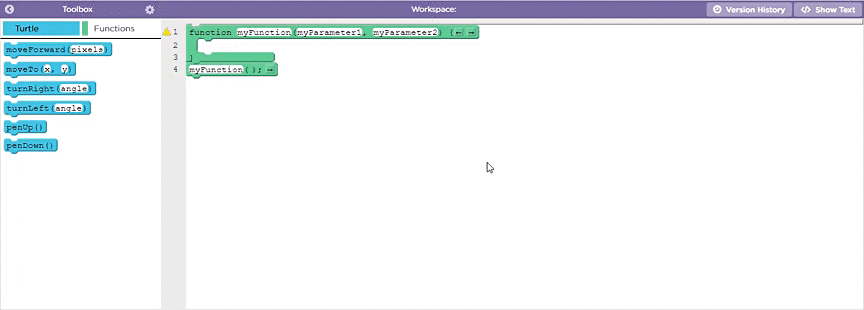 Toolbox
Workspace:
Version History
</> Show Text
Turtle
Functions
moveForward(pixels)
moveTo(x, y)
turnRight(angle)
turnLeft(angle)
penUp()
penDown()
1 function myFunction(myParameter1, myParameter2) {← →
2
3 }
4 myFunction(); →